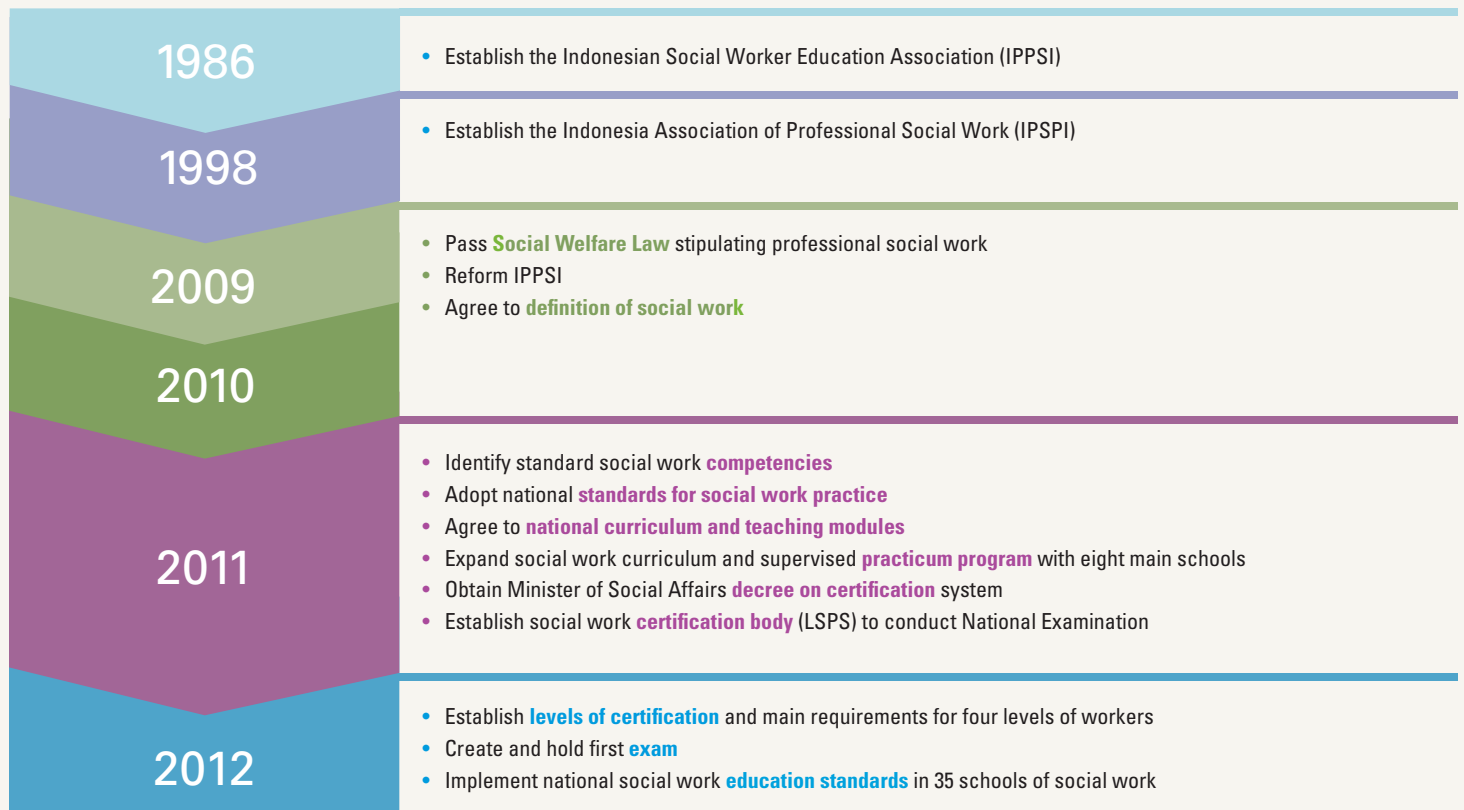 1986
• Establish the Indonesian Social Worker Education Association (IPPSI)
1998
• Establish the Indonesia Association of Professional Social Work (IPSPI)
2009
• Pass Social Welfare Law stipulating professional social work
• Reform IPPSI
• Agree to definition of social work
2010
2011
• Identify standard social work competencies
• Adopt national standards for social work practice
• Agree to national curriculum and teaching modules
• Expand social work curriculum and supervised practicum program with eight main schools
• Obtain Minister of Social Affairs decree on certification system
• Establish social work certification body (LSPS) to conduct National Examination
2012
• Establish levels of certification and main requirements for four levels of workers
• Create and hold first exam
• Implement national social work education standards in 35 schools of social work